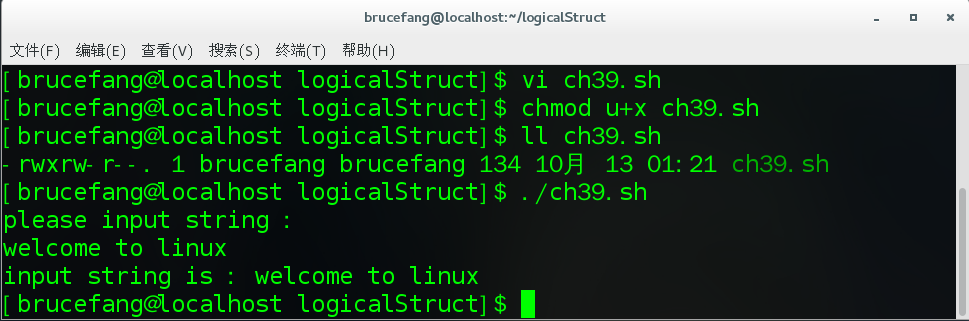 brucefang@localhost:~/logicalStruct
文件(F) 编辑(E) 查看(V) 搜索(S) 终端(T) 帮助(H)
[brucefang@localhost logicalStruct]$ vi ch39.sh
[brucefang@localhost logicalStruct]$ chmod u+x ch39.sh
[brucefang@localhost logicalStruct]$ ll ch39.sh
-rwxrw-r--. 1 brucefang brucefang 134 10月 13 01:21 ch39.sh
[brucefang@localhost logicalStruct]$ ./ch39.sh
please input string :
welcome to linux
input string is : welcome to linux
[brucefang@localhost logicalStruct]$